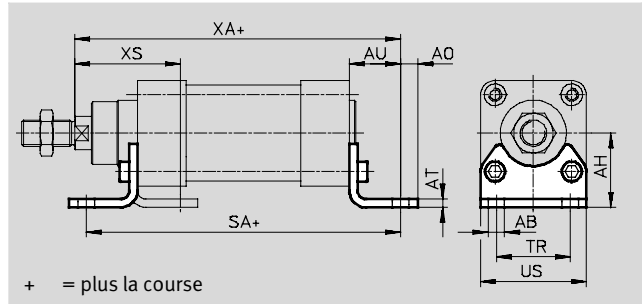 XA+
XS
AU
AO
AT
AH
SA+
AB
TR
US
+ = plus la course